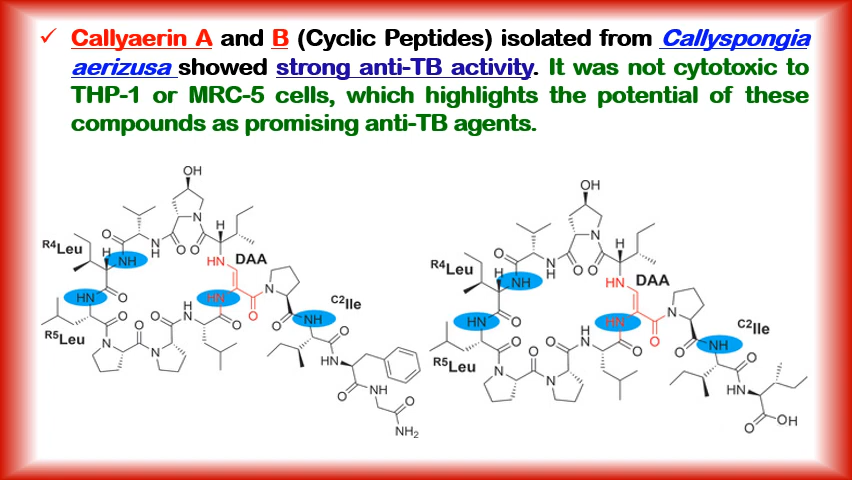 ✓ Callyaerin A and B (Cyclic Peptides) isolated from Callyspongia
aerizusa showed strong anti-TB activity. It was not cytotoxic to
THP-1 or MRC-5 cells, which highlights the potential of these
compounds as promising anti-TB agents.
OH
N
O
N
H
O
O
H
R4Leu
H
NH
HN
DAA
O
HN
HN
O
N
O
C2Ile
R5Leu
O
N
O
N
O
H
N
O
NH
O
HN
O
NH
O
NH2
OH
N
O
N
H
O
O
H
R4Leu
H
NH
HN
DAA
O
HN
HN
O
N
O
C2Ile
R5Leu
O
N
O
N
O
H
N
O
NH
O
HN
O
OH